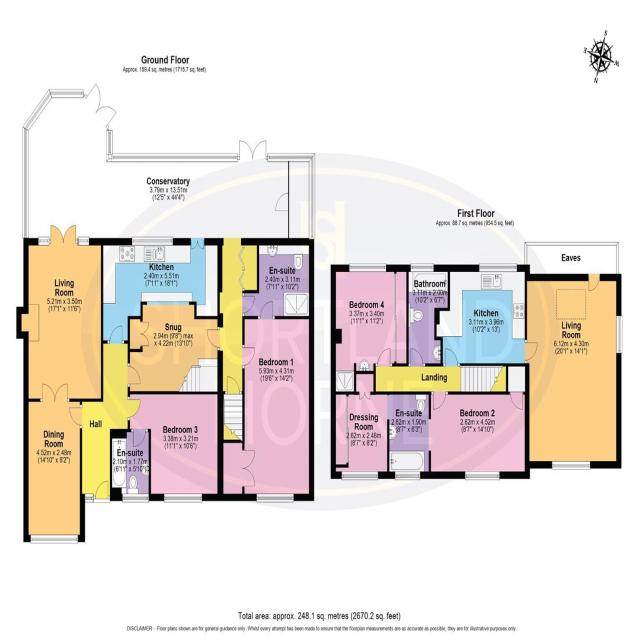 Ground Floor
Approx. 159.4 sq. metres (1715.7 sq. feet)
S
E
W
N
Conservatory
3.79m x 13.51m
(12'5" x 44'4")
First Floor
Approx. 88.7 sq. metres (954.5 sq. feet)
Eaves
Living
Room
5.21m x 3.50m
(17'1" x 11'6")
Kitchen
2.40m x 5.51m
(7'11" x 18'1")
En-suite
2.40m x 3.11m
(7'11" x 10'2")
Snug
2.94m (9'8") max
x 4.22m (13'10")
Bedroom 1
5.93m x 4.31m
(19'6" x 14'2")
Dining
Room
4.52m x 2.48m
(14'10" x 8'2")
Hall
En-suite
2.10m x 1.77m
(6'11" x 5'10")
Bedroom 3
3.38m x 3.21m
(11'1" x 10'6")
Bedroom 4
3.37m x 3.40m
(11'1" x 11'2")
Bathroom
3.11m x 2.00m
(10'2" x 6'7")
Kitchen
3.11m x 3.96m
(10'2" x 13')
Living
Room
6.12m x 4.30m
(20'1" x 14'1")
Landing
Dressing
Room
2.62m x 2.48m
(8'7" x 8'2")
En-suite
2.62m x 1.90m
(8'7" x 6'3")
Bedroom 2
2.62m x 4.52m
(8'7" x 14'10")
Total area: approx. 248.1 sq. metres (2670.2 sq. feet)
DISCLAIMER - Floor plans shown are for general guidance only. Whilst every attempt has been made to ensure that the floorplan measurements are as accurate as possible, they are for illustrative purposes only.